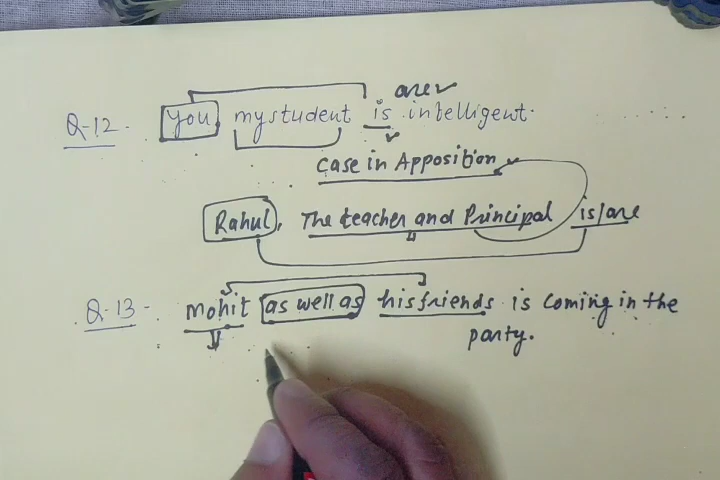 are
Q-12 - You, my student is intelligent.
case in Apposition
Rahul, The teacher and Principal is/are
Q-13 - mohit as well as his friends is coming in the
party.